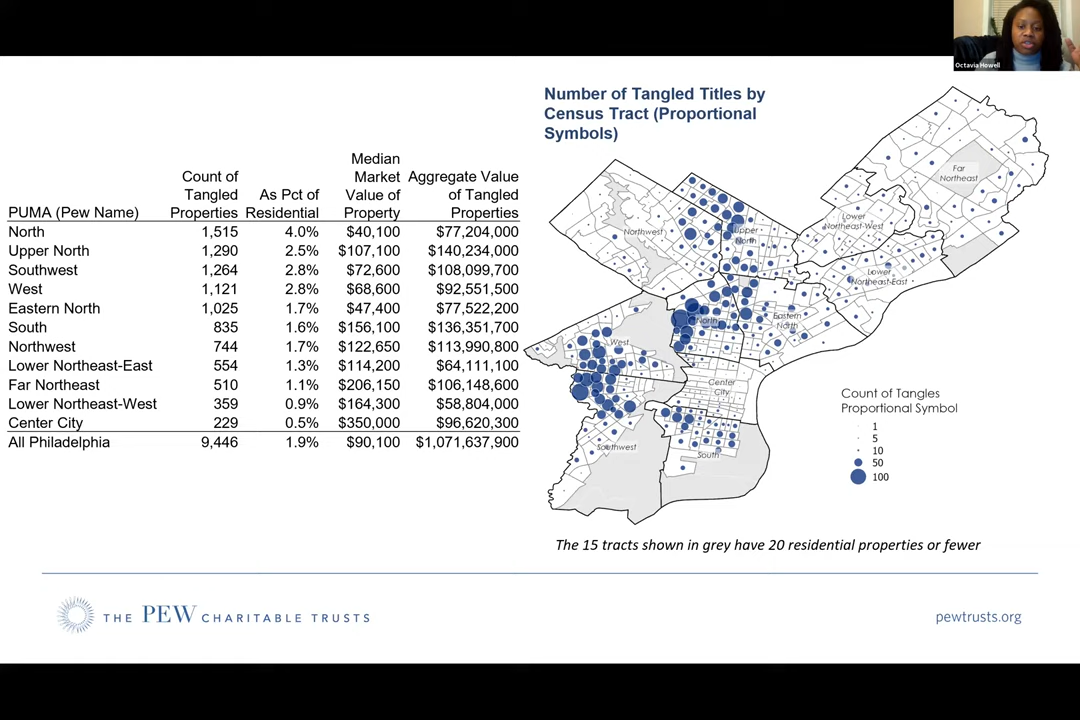 Octavia Howell
Number of Tangled Titles by
Census Tract (Proportional
Symbols)
PUMA (Pew Name) Count of Tangled Properties As Pct of Residential Median Market Value of Property Aggregate Value of Tangled Properties
North 1,515 4.0% $40,100 $77,204,000
Upper North 1,290 2.5% $107,100 $140,234,000
Southwest 1,264 2.8% $72,600 $108,099,700
West 1,121 2.8% $68,600 $92,551,500
Eastern North 1,025 1.7% $47,400 $77,522,200
South 835 1.6% $156,100 $136,351,700
Northwest 744 1.7% $122,650 $113,990,800
Lower Northeast-East 554 1.3% $114,200 $64,111,100
Far Northeast 510 1.1% $206,150 $106,148,600
Lower Northeast-West 359 0.9% $164,300 $58,804,000
Center City 229 0.5% $350,000 $96,620,300
All Philadelphia 9,446 1.9% $90,100 $1,071,637,900
Far
Northeast
Lower
Northeast-West
Northwest
Upper
North
Lower
Northeast-East
North
Eastern
North
West
Center
City
Southwest
South
Count of Tangles
Proportional Symbol
1
5
10
50
100
The 15 tracts shown in grey have 20 residential properties or fewer
THE PEW CHARITABLE TRUSTS
pewtrusts.org